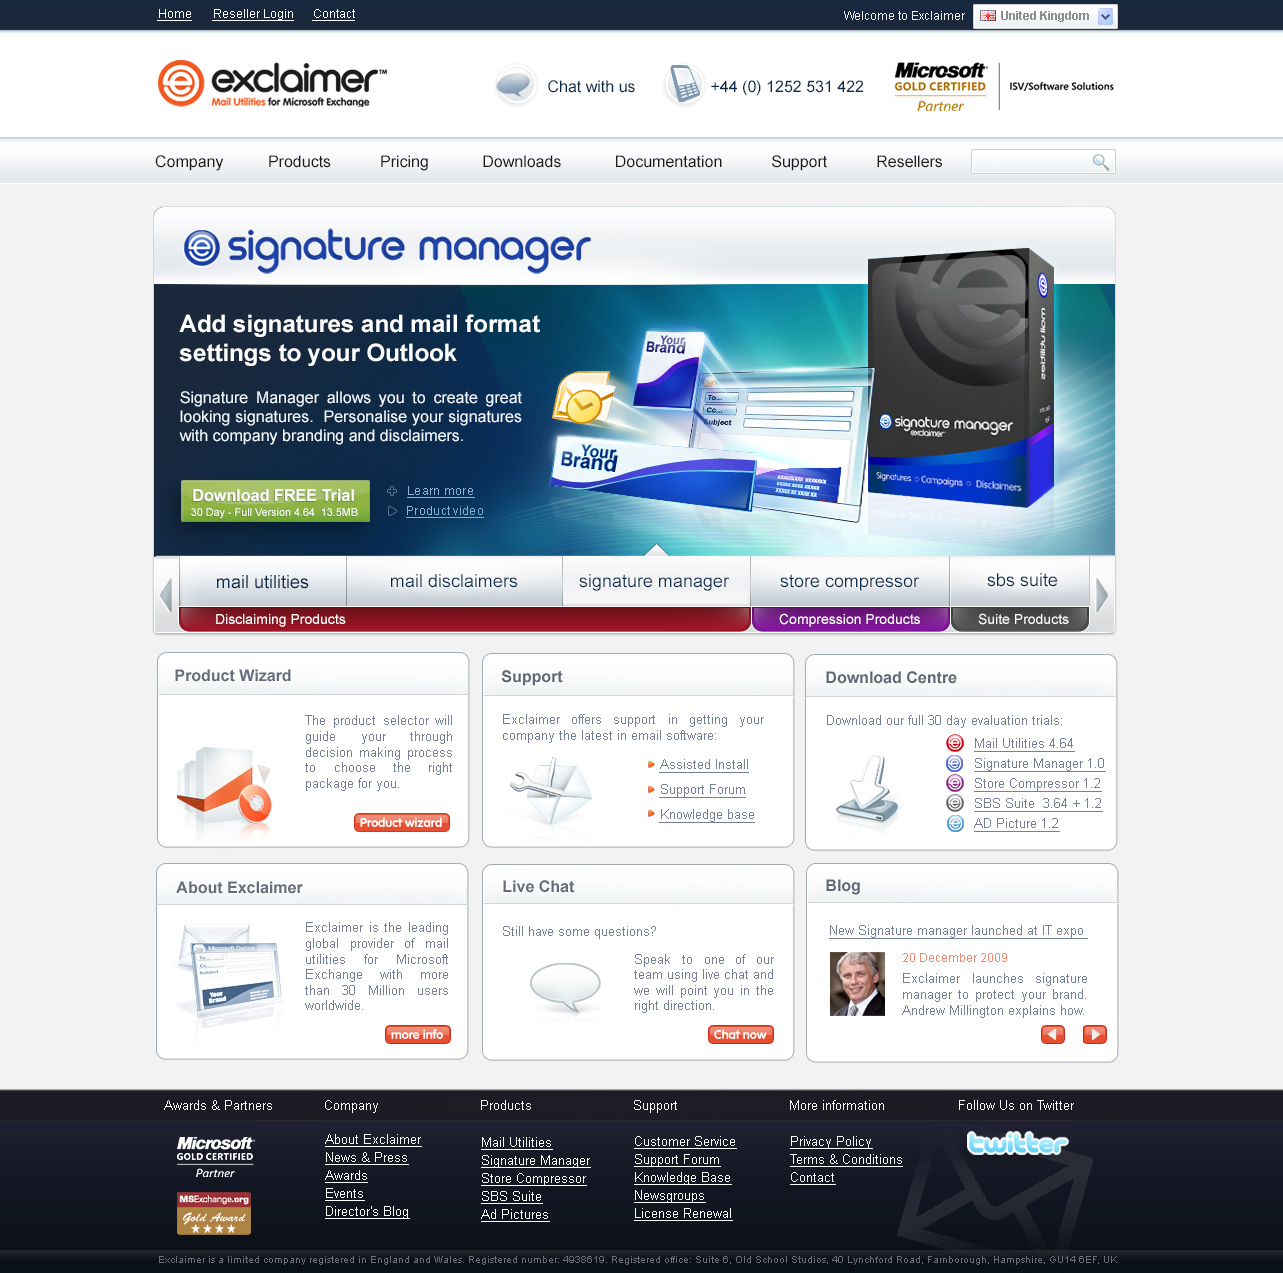 Home Reseller Login Contact
Welcome to Exclaimer United Kingdom
exclaimer™
Mail Utilities for Microsoft Exchange
Chat with us
+44 (0) 1252 531 422
Microsoft
GOLD CERTIFIED
Partner
ISV/Software Solutions
Company Products Pricing Downloads Documentation Support Resellers
signature manager
Add signatures and mail format
settings to your Outlook
Signature Manager allows you to create great
looking signatures. Personalise your signatures
with company branding and disclaimers.
Download FREE Trial
30 Day - Full Version 4.64 13.5MB
Learn more
Product video
Your
Brand
To...
Cc...
Subject
Your
Brand
mail utilities
signature manager
exclaimer
Signatures Campaigns Disclaimers
mail utilities
mail disclaimers
signature manager
store compressor
sbs suite
Disclaiming Products
Compression Products
Suite Products
Product Wizard
The product selector will
guide your through
decision making process
to choose the right
package for you.
Product wizard
Support
Exclaimer offers support in getting your
company the latest in email software:
Assisted Install
Support Forum
Knowledge base
Download Centre
Download our full 30 day evaluation trials:
Mail Utilities 4.64
Signature Manager 1.0
Store Compressor 1.2
SBS Suite 3.64 + 1.2
AD Picture 1.2
About Exclaimer
Microsoft Outlook
To...
Cc...
Subject
Your
Brand
Exclaimer is the leading
global provider of mail
utilities for Microsoft
Exchange with more
than 30 Million users
worldwide.
more info
Live Chat
Still have some questions?
Speak to one of our
team using live chat and
we will point you in the
right direction.
Chat now
Blog
New Signature manager launched at IT expo
20 December 2009
Exclaimer launches signature
manager to protect your brand.
Andrew Millington explains how.
Awards & Partners
Microsoft
GOLD CERTIFIED
Partner
MSExchange.org
Gold Award
Company
About Exclaimer
News & Press
Awards
Events
Director's Blog
Products
Mail Utilities
Signature Manager
Store Compressor
SBS Suite
Ad Pictures
Support
Customer Service
Support Forum
Knowledge Base
Newsgroups
License Renewal
More information
Privacy Policy
Terms & Conditions
Contact
Follow Us on Twitter
twitter
Exclaimer is a limited company registered in England and Wales. Registered number: 4938619. Registered office: Suite 6, Old School Studios, 40 Lynchford Road, Farnborough, Hampshire, GU14 6EF, UK.